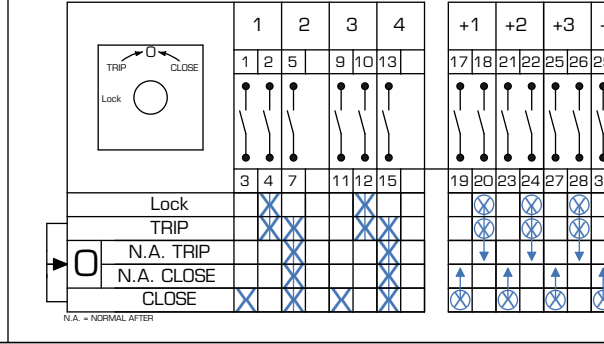 1 2 3 4 +1 +2 +3
O
TRIP CLOSE
Lock
1 2 5 9 10 13 17 18 21 22 25 26
3 4 7 11 12 15 19 20 23 24 27 28
Lock
TRIP
O
N.A. TRIP
N.A. CLOSE
CLOSE
N.A. = NORMAL AFTER